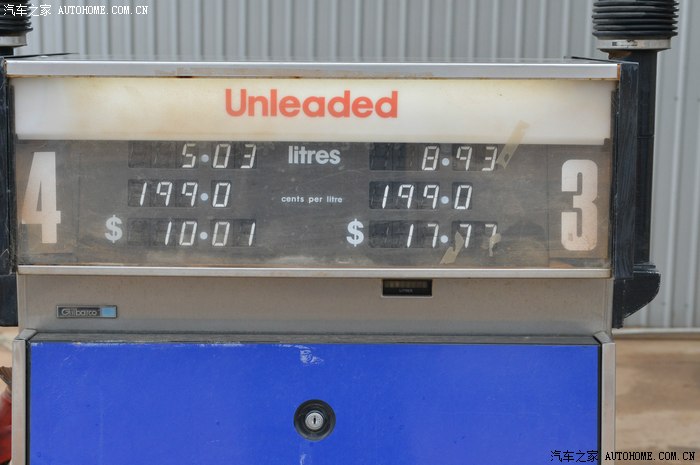 汽车之家 AUTOHOME.COM.CN
Unleaded
4
5.03 litres 8.93
199.0 cents per litre 199.0
$ 10.01 $ 17.77
3
Gilbarco
汽车之家 AUTOHOME.COM.CN